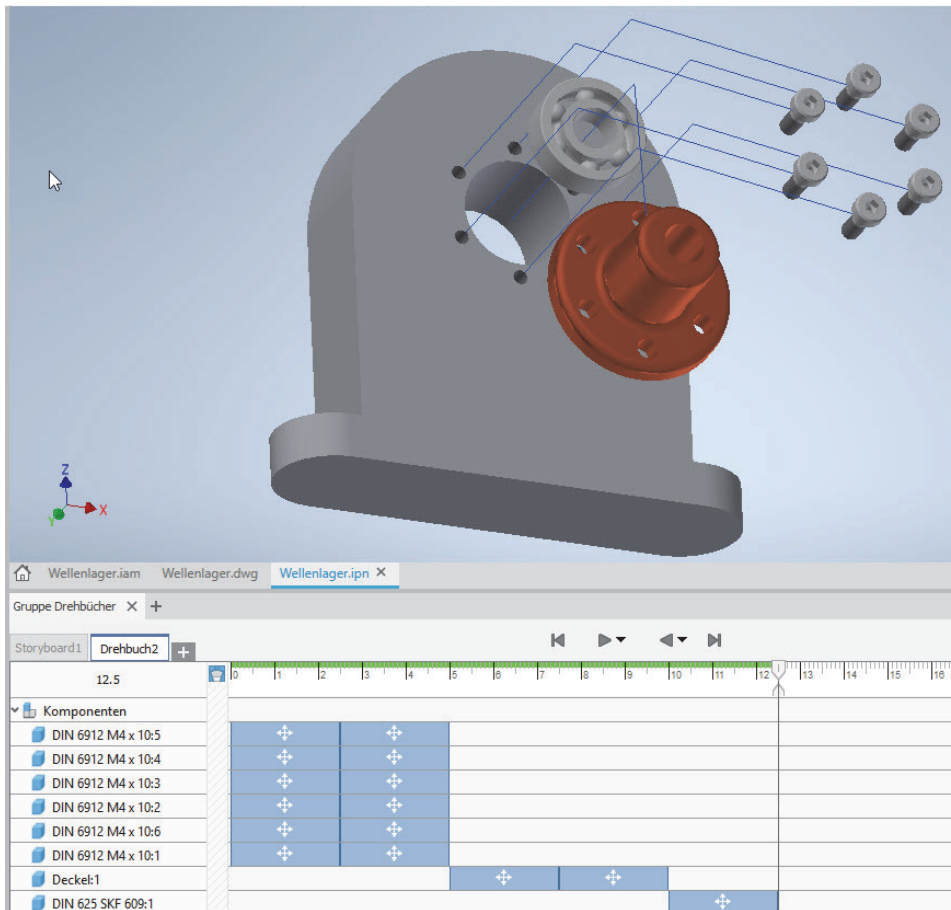 Z
X
Y
Wellenlager.iam Wellenlager.dwg Wellenlager.ipn
Gruppe Drehbücher
Storyboard1 Drehbuch2
12.5 0 1 2 3 4 5 6 7 8 9 10 11 12 13 14 15 16
Komponenten
DIN 6912 M4 x 10:5
DIN 6912 M4 x 10:4
DIN 6912 M4 x 10:3
DIN 6912 M4 x 10:2
DIN 6912 M4 x 10:6
DIN 6912 M4 x 10:1
Deckel:1
DIN 625 SKF 609:1